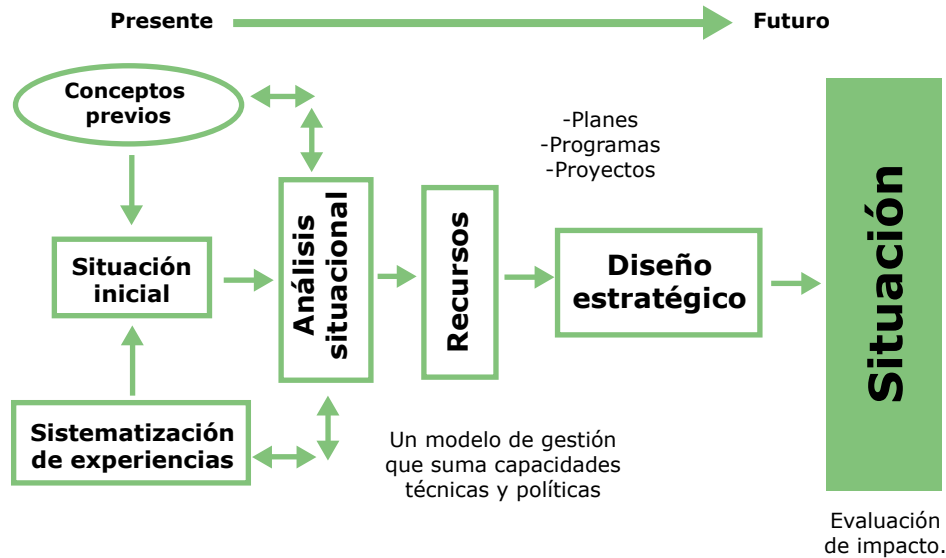 Presente
Futuro
Conceptos
previos
-Planes
-Programas
-Proyectos
Situación
inicial
Análisis
situacional
Recursos
Diseño
estratégico
Situación
Sistematización
de experiencias
Un modelo de gestión
que suma capacidades
técnicas y políticas
Evaluación
de impacto.